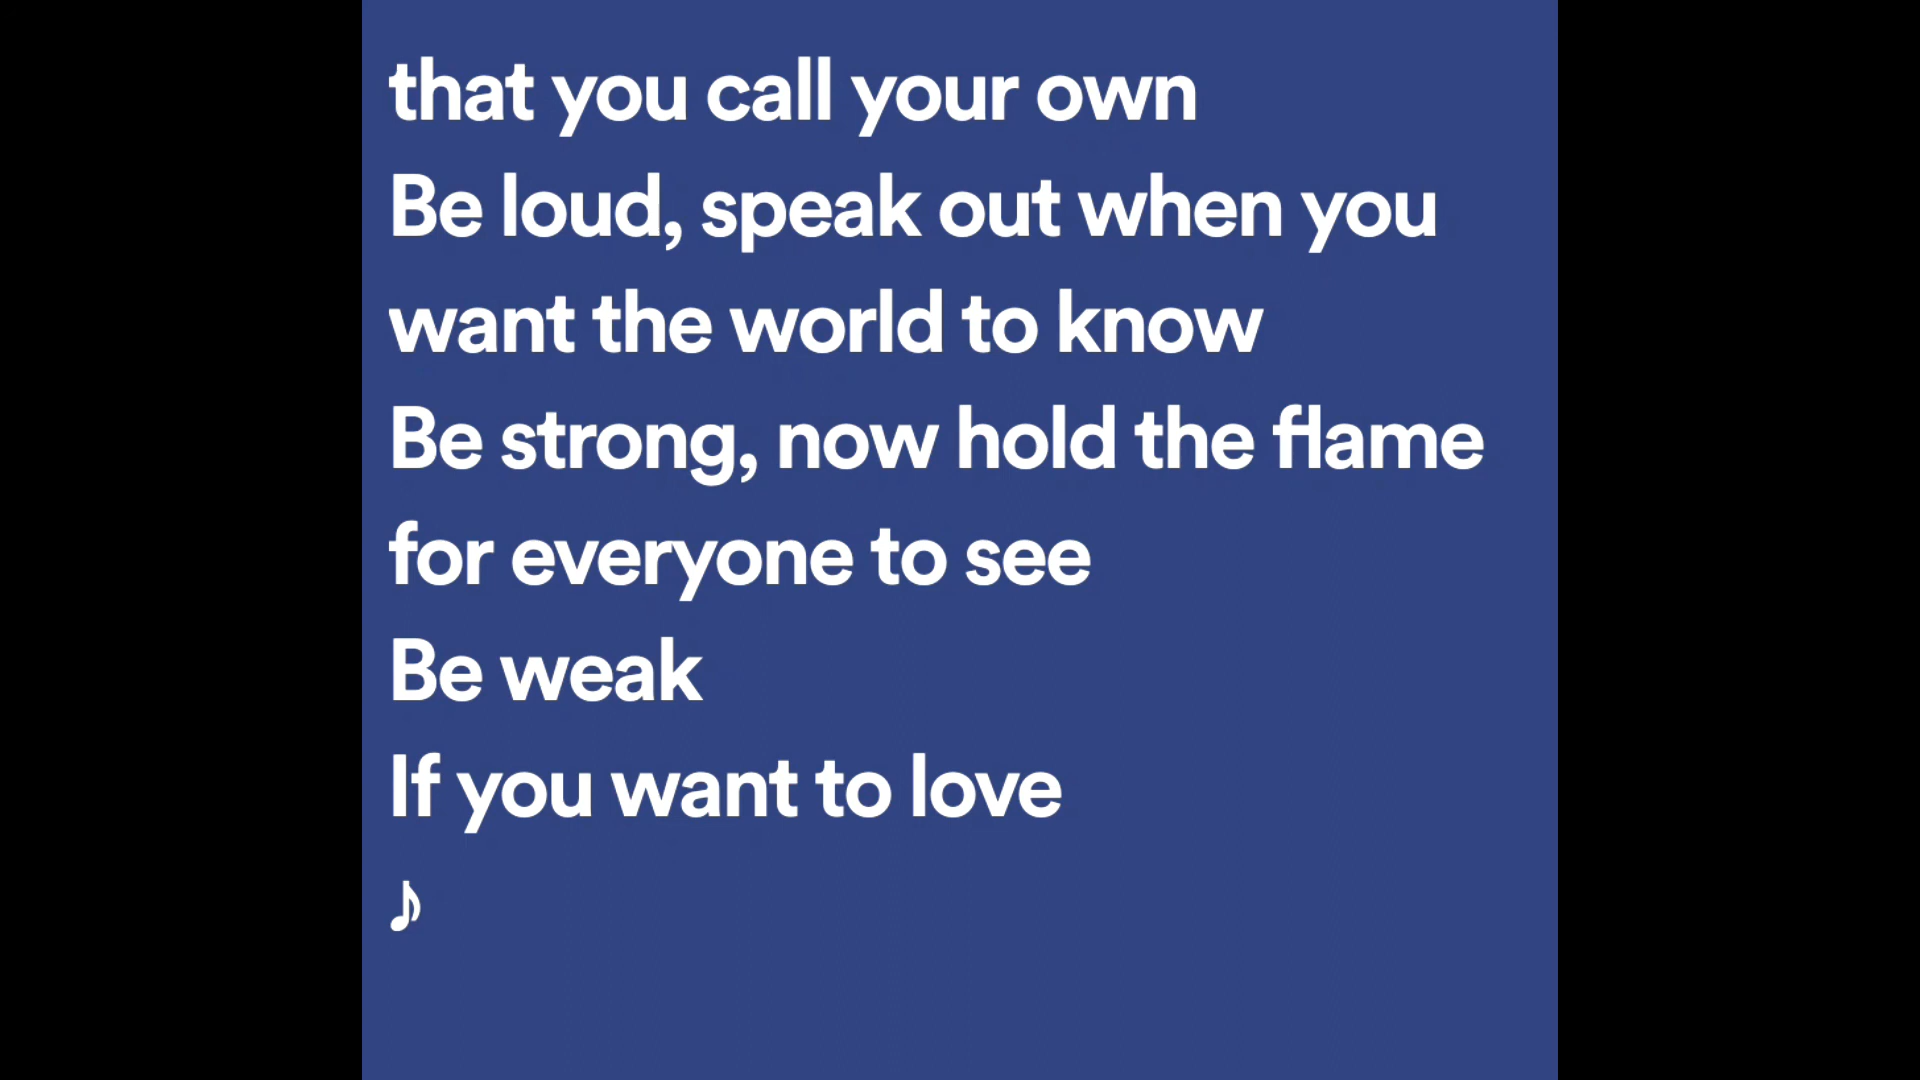 that you call your own
Be loud, speak out when you
want the world to know
Be strong, now hold the flame
for everyone to see
Be weak
If you want to love
♪